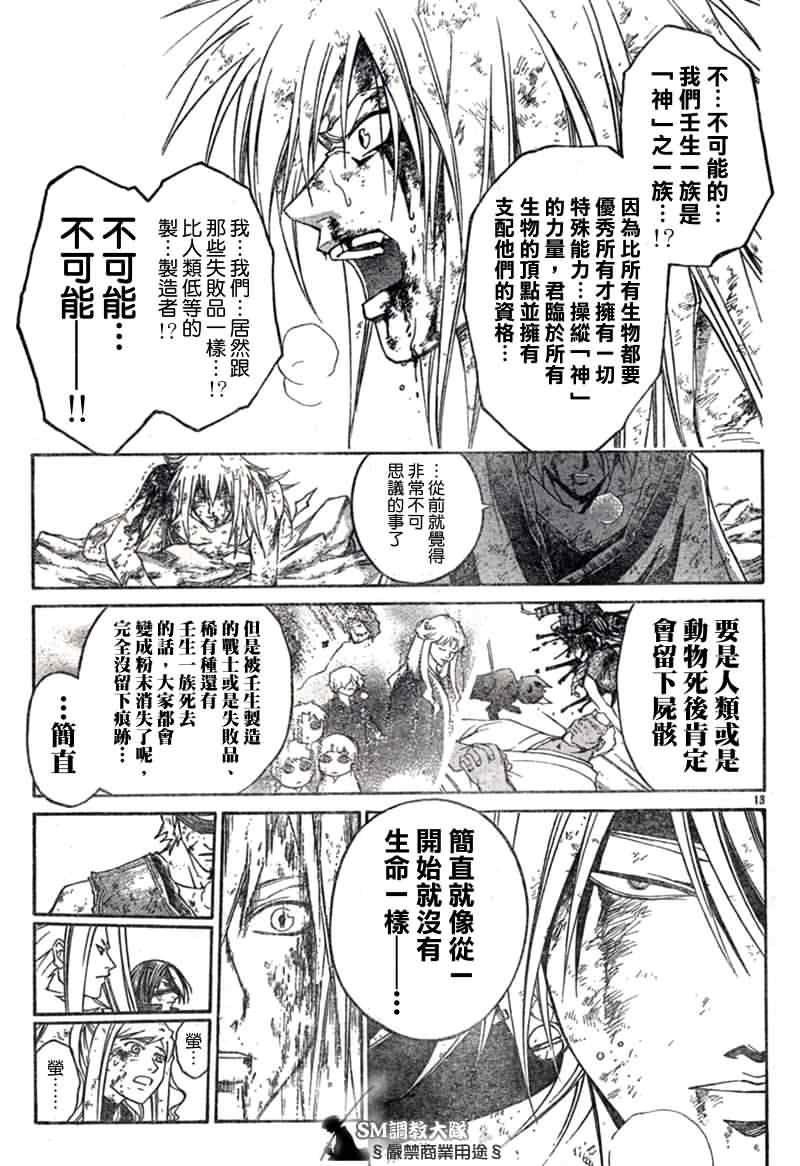 不…不可能的…
我們壬生一族是
「神」之一族…!?
因為比所有生物都要
優秀所有才擁有一切
特殊能力…操縱「神」
的力量，君臨於所有
生物的頂點並擁有
支配他們的資格…
我…我們…居然跟
那些失敗品一樣…!?
比人類低等的
製…製造者!?
不可能…
不可能——!!
…從前就覺得
非常不可
思議的事了
要是人類或是
動物死後肯定
會留下屍骸
但是被壬生製造
的戰士或是失敗品、
稀有種還有
壬生一族死去
的話，大家都會
變成粉末消失了呢，
完全沒留下痕跡…
…簡直
13
簡直就像從一
開始就沒有
生命一樣——…
螢……
螢……
SM調教大隊
§嚴禁商業用途§